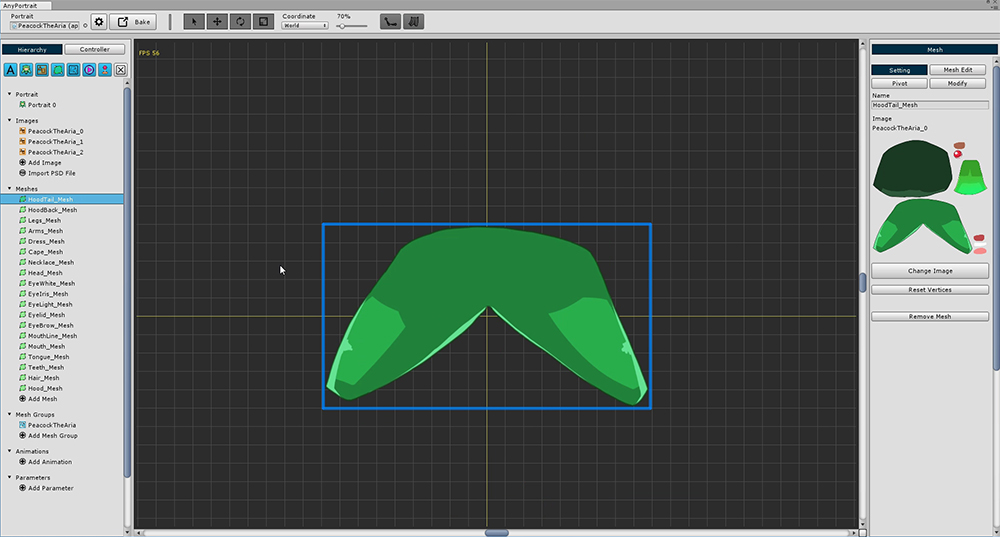 AnyPortrait
Portrait
PeacockTheAria (ap
Bake
Coordinate
World
70%
Hierarchy
Controller
A
Portrait
Portrait 0
Images
PeacockTheAria_0
PeacockTheAria_1
PeacockTheAria_2
Add Image
Import PSD File
Meshes
HoodTail_Mesh
HoodBack_Mesh
Legs_Mesh
Arms_Mesh
Dress_Mesh
Cape_Mesh
Necklace_Mesh
Head_Mesh
EyeWhite_Mesh
EyeIris_Mesh
EyeLight_Mesh
Eyelid_Mesh
EyeBrow_Mesh
MouthLine_Mesh
Mouth_Mesh
Tongue_Mesh
Teeth_Mesh
Hair_Mesh
Hood_Mesh
Add Mesh
Mesh Groups
PeacockTheAria
Add Mesh Group
Animations
Add Animation
Parameters
Add Parameter
FPS 56
Mesh
Setting
Mesh Edit
Pivot
Modify
Name
HoodTail_Mesh
Image
PeacockTheAria_0
Change Image
Reset Vertices
Remove Mesh